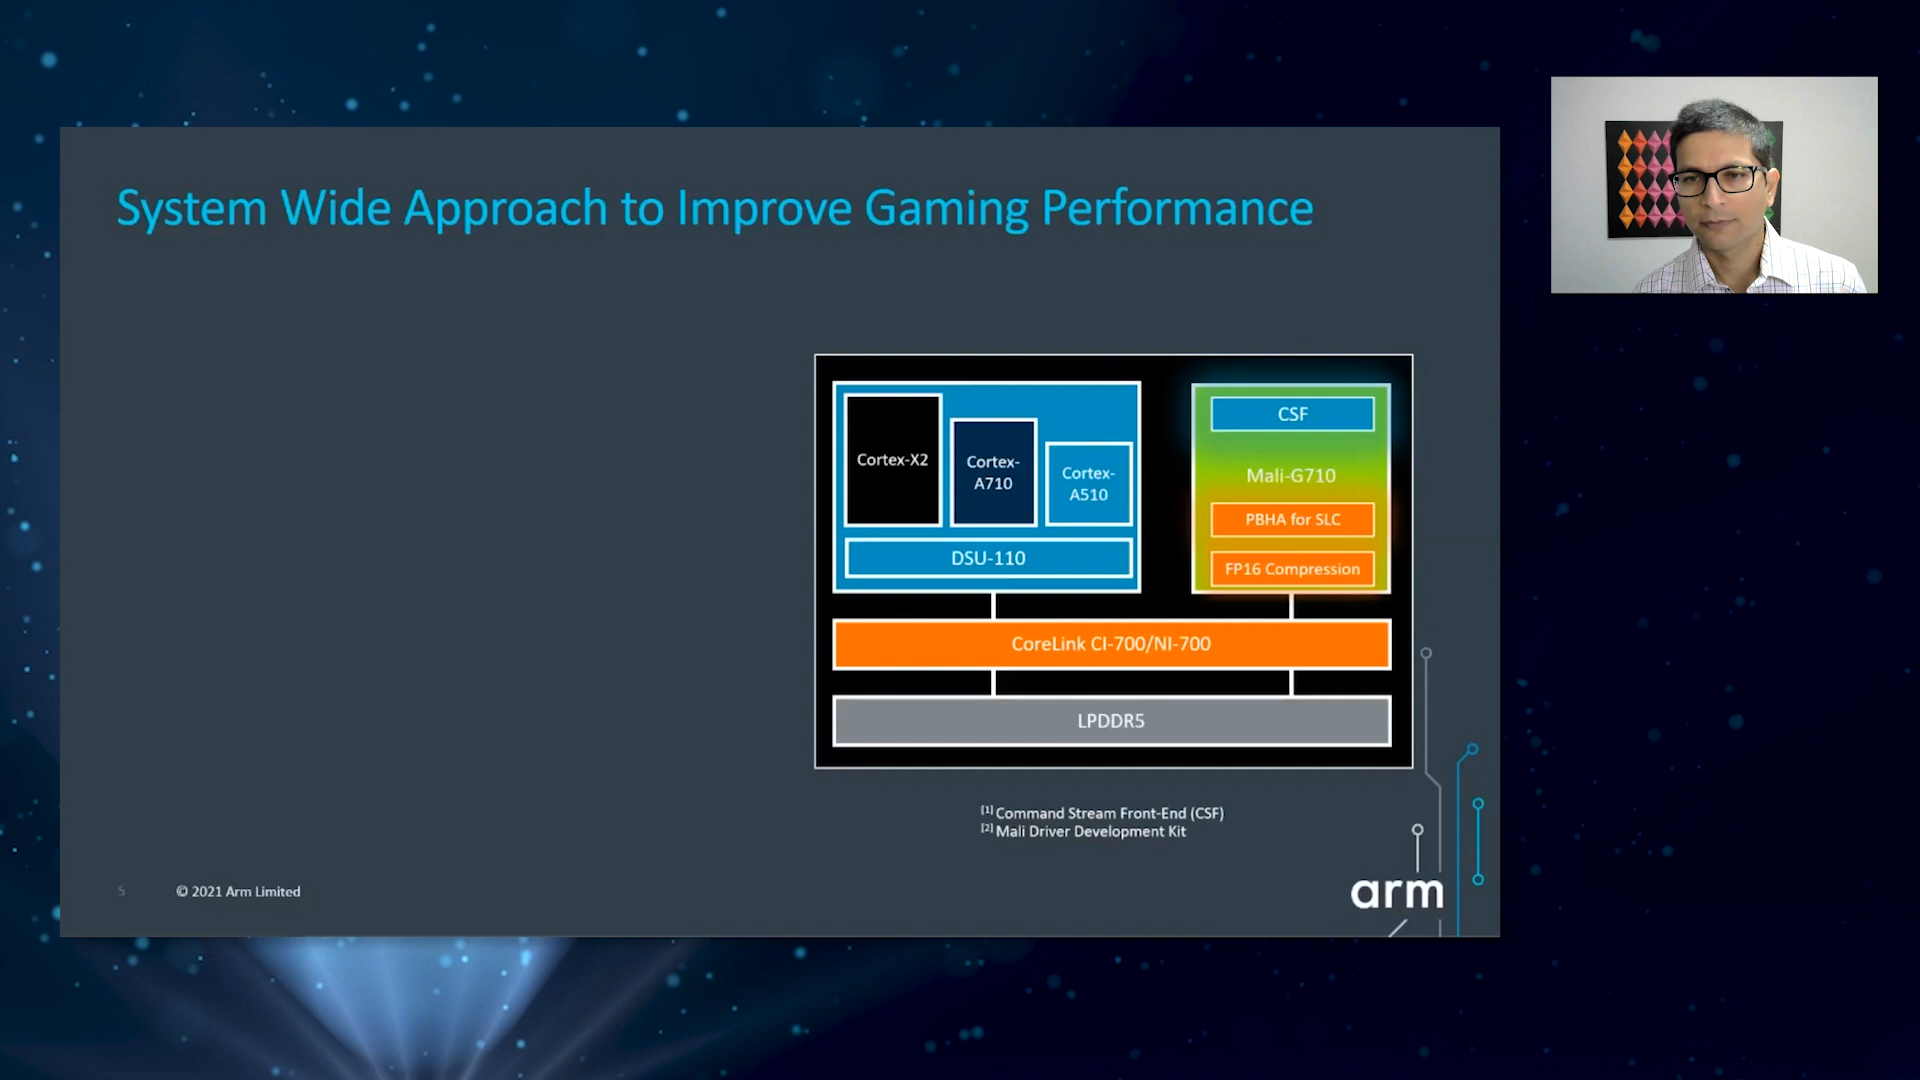 System Wide Approach to Improve Gaming Performance
Cortex-X2
Cortex-
A710
Cortex-
A510
DSU-110
CSF
Mali-G710
PBHA for SLC
FP16 Compression
CoreLink CI-700/NI-700
LPDDR5
[1] Command Stream Front-End (CSF)
[2] Mali Driver Development Kit
5
© 2021 Arm Limited
arm